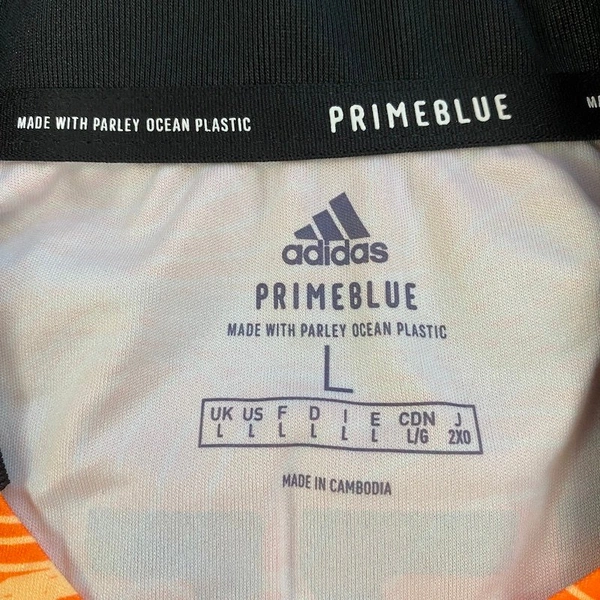 MADE WITH PARLEY OCEAN PLASTIC PRIMEBLUE MA
adidas
PRIMEBLUE
MADE WITH PARLEY OCEAN PLASTIC
L
UK US F D I E CDN J
L L L L L L L/G 2XO
MADE IN CAMBODIA